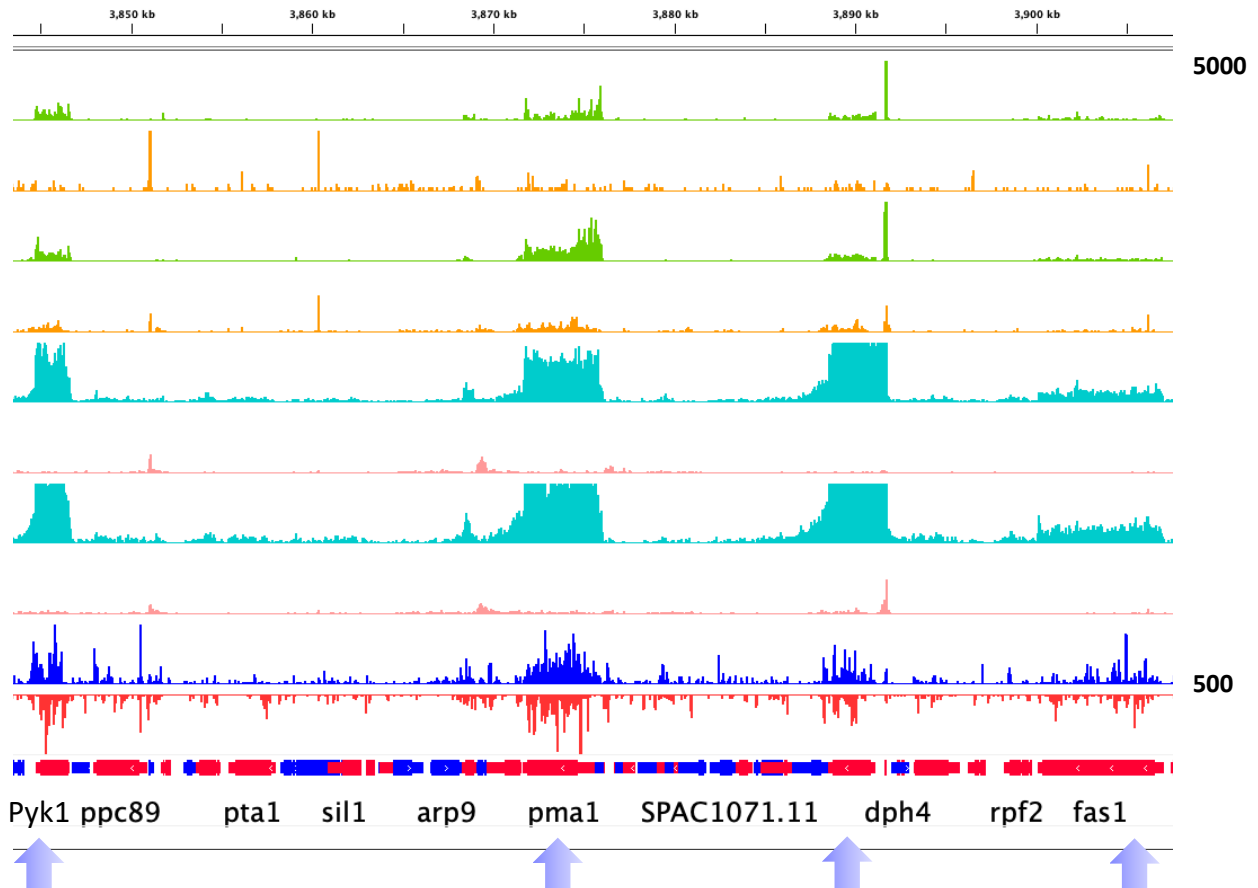 3,850 kb 3,860 kb 3,870 kb 3,880 kb 3,890 kb 3,900 kb
5000
500
Pyk1 ppc89 pta1 sil1 arp9 pma1 SPAC1071.11 dph4 rpf2 fas1